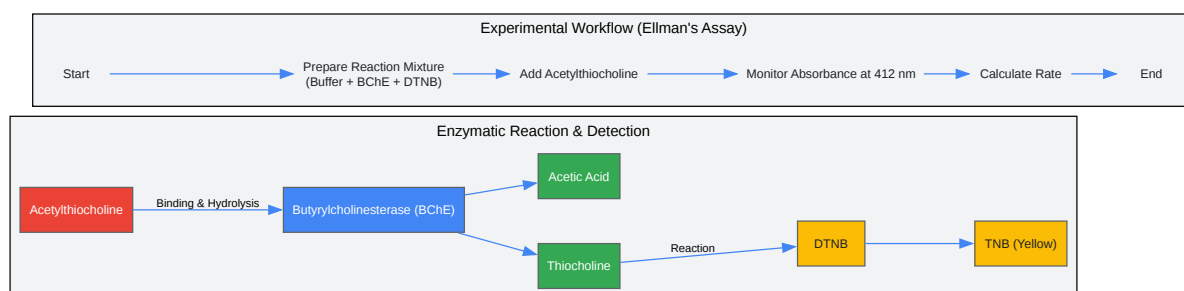 Experimental Workflow (Ellman's Assay)
Start
Prepare Reaction Mixture
(Buffer + BChE + DTNB)
Add Acetylthiocholine
Monitor Absorbance at 412 nm
Calculate Rate
End
Enzymatic Reaction & Detection
Acetylthiocholine
Binding & Hydrolysis
Butyrylcholinesterase (BChE)
Acetic Acid
Thiocholine
Reaction
DTNB
TNB (Yellow)